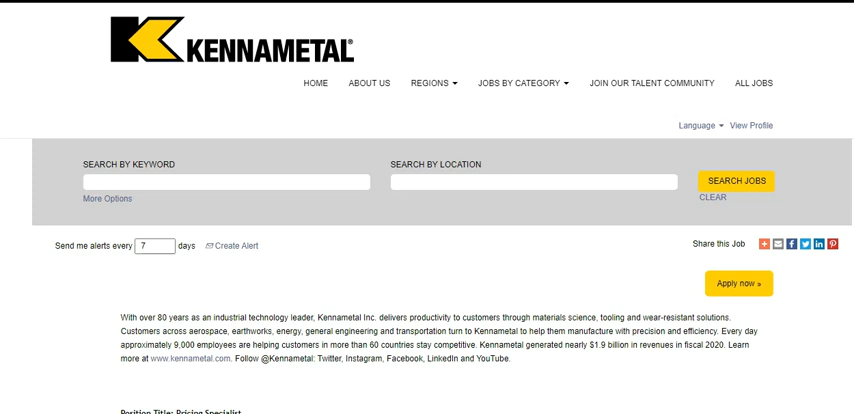 KENNAMETAL®
HOME ABOUT US REGIONS JOBS BY CATEGORY JOIN OUR TALENT COMMUNITY ALL JOBS
Language View Profile
SEARCH BY KEYWORD SEARCH BY LOCATION
SEARCH JOBS
More Options CLEAR
Send me alerts every 7 days Create Alert Share this Job
Apply now »
With over 80 years as an industrial technology leader, Kennametal Inc. delivers productivity to customers through materials science, tooling and wear-resistant solutions.
Customers across aerospace, earthworks, energy, general engineering and transportation turn to Kennametal to help them manufacture with precision and efficiency. Every day
approximately 9,000 employees are helping customers in more than 60 countries stay competitive. Kennametal generated nearly $1.9 billion in revenues in fiscal 2020. Learn
more at www.kennametal.com. Follow @Kennametal: Twitter, Instagram, Facebook, LinkedIn and YouTube.
Position Title: Pricing Specialist